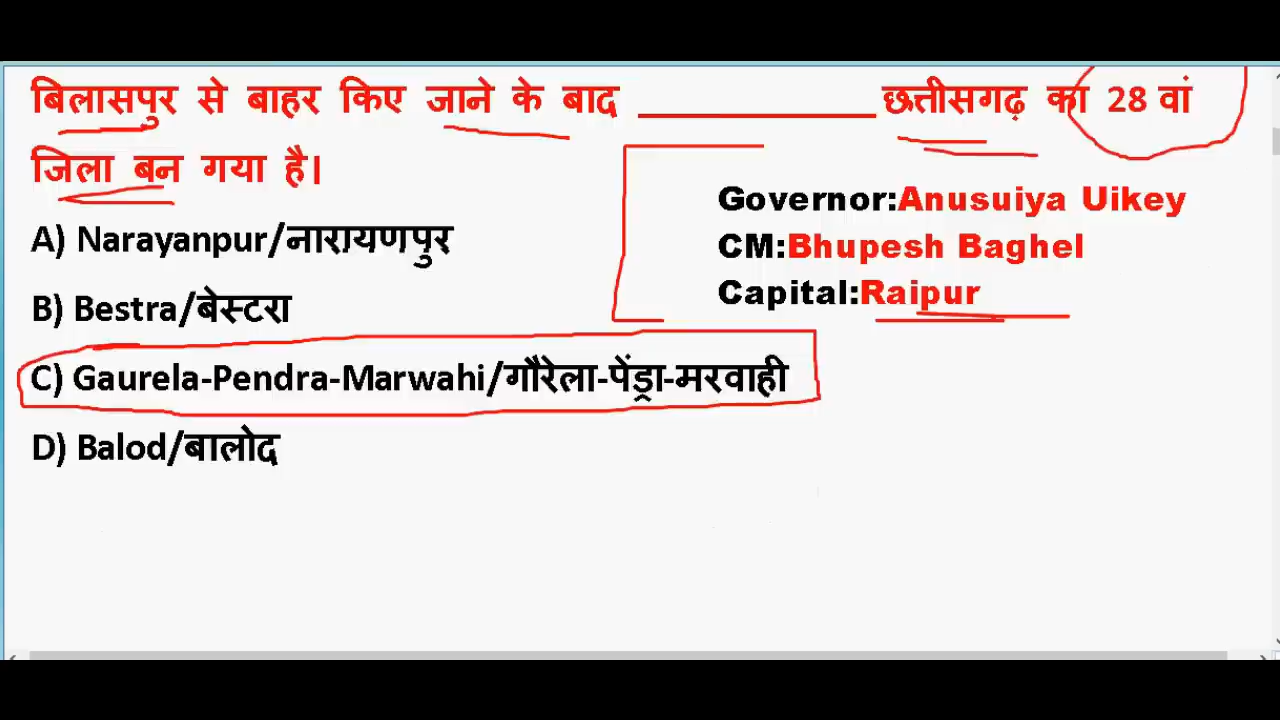 बिलासपुर से बाहर किए जाने के बाद ____________ छत्तीसगढ़ का 28 वां
जिला बन गया है।
Governor:Anusuiya Uikey
CM:Bhupesh Baghel
Capital:Raipur
A) Narayanpur/नारायणपुर
B) Bestra/बेस्टरा
C) Gaurela-Pendra-Marwahi/गौरेला-पेंड्रा-मरवाही
D) Balod/बालोद